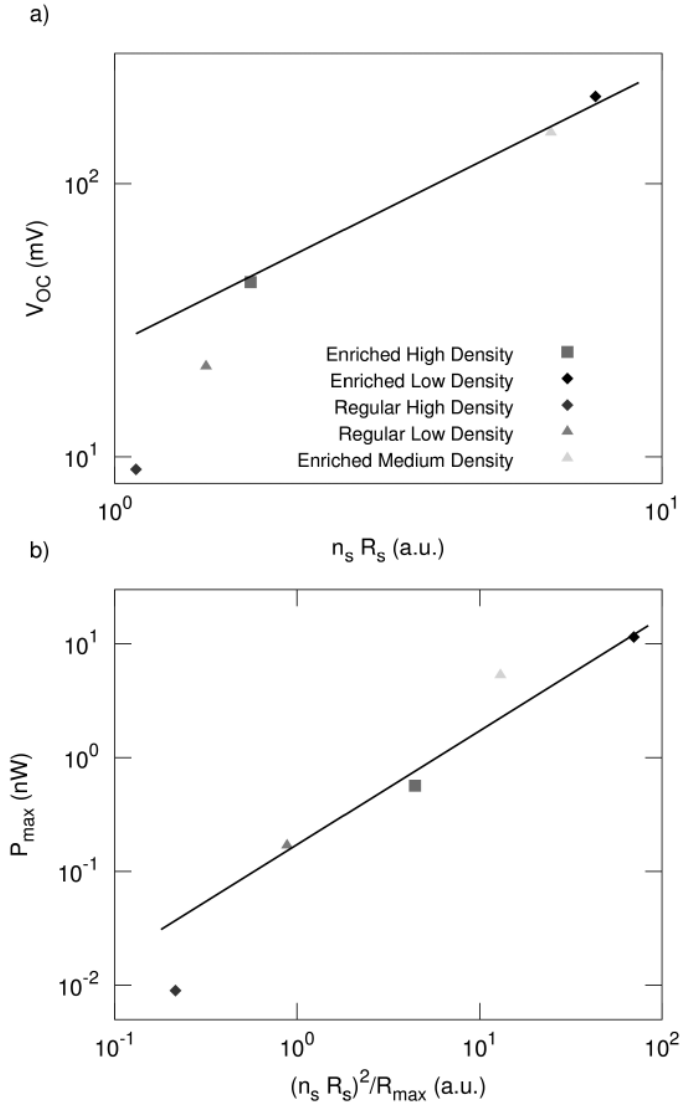 a)
10²
V_OC (mV)
Enriched High Density
Enriched Low Density
Regular High Density
Regular Low Density
Enriched Medium Density
10¹
10⁰ 10¹
n_s R_s (a.u.)
b)
10¹
10⁰
P_max (nW)
10⁻¹
10⁻²
10⁻¹ 10⁰ 10¹ 10²
(n_s R_s)²/R_max (a.u.)